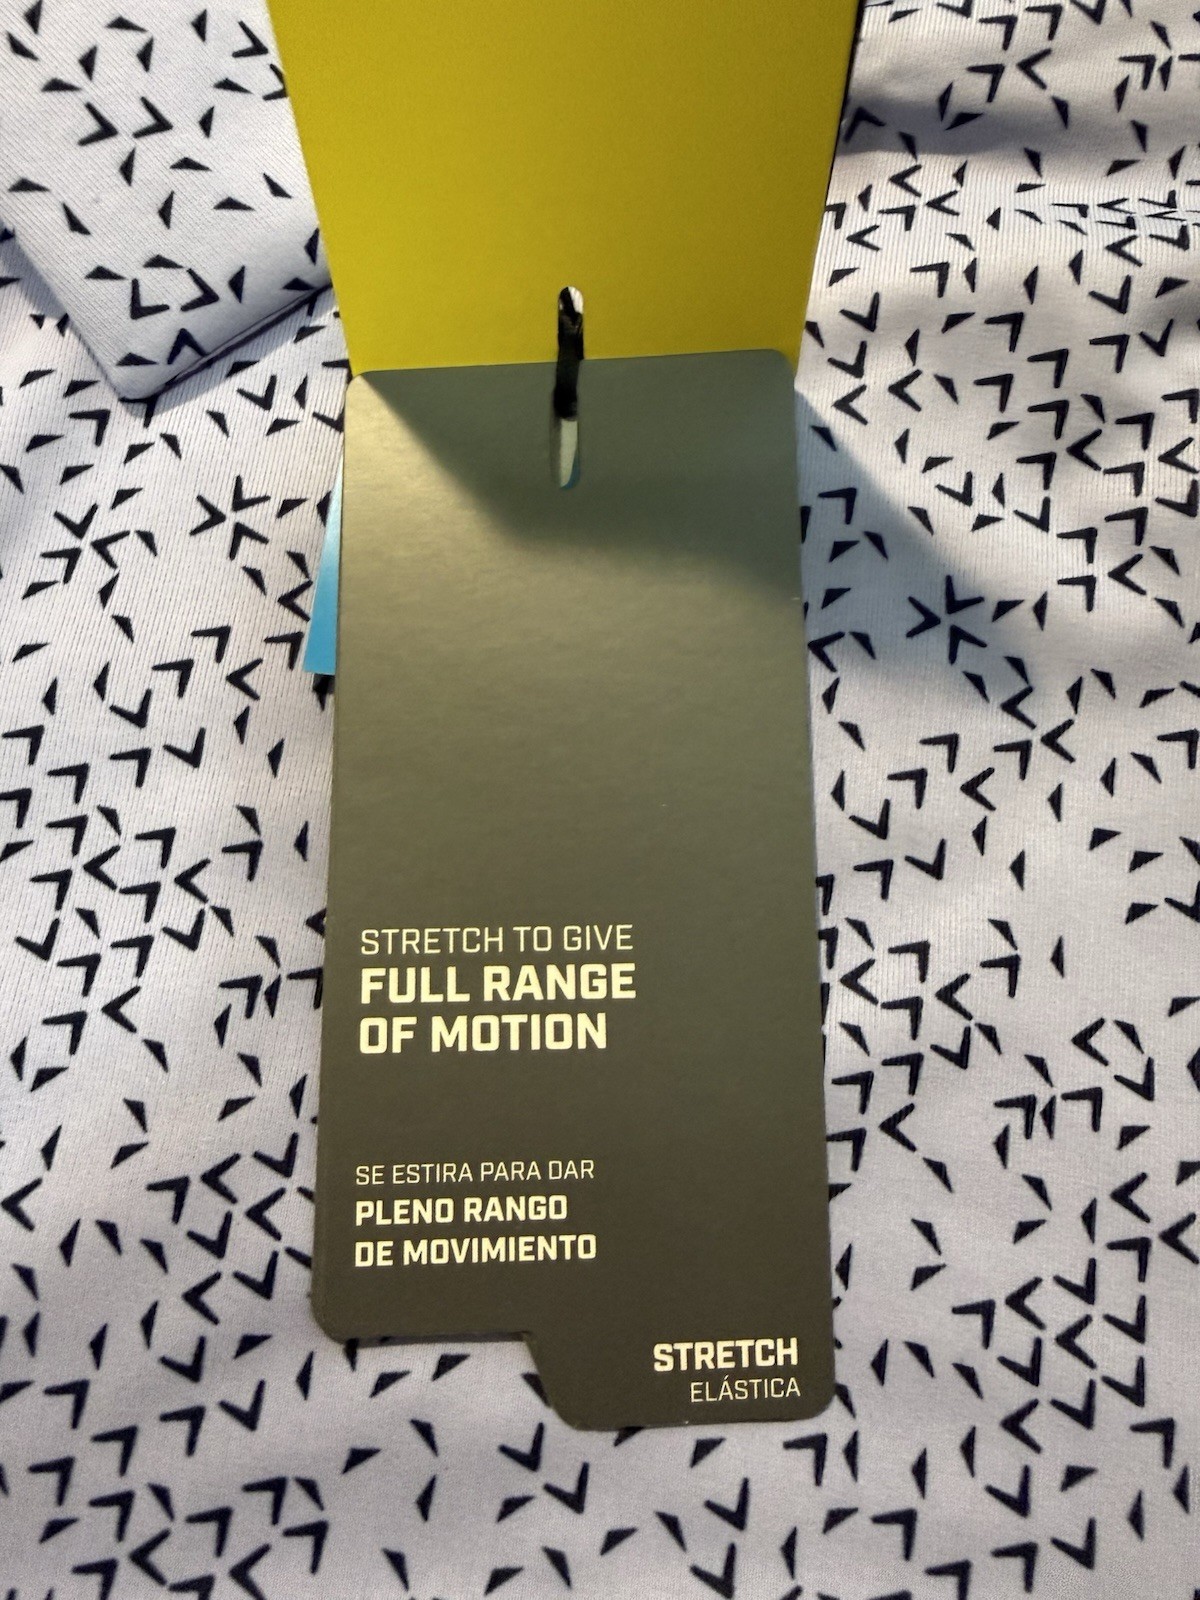 STRETCH TO GIVE
FULL RANGE
OF MOTION
SE ESTIRA PARA DAR
PLENO RANGO
DE MOVIMIENTO
STRETCH
ELÁSTICA